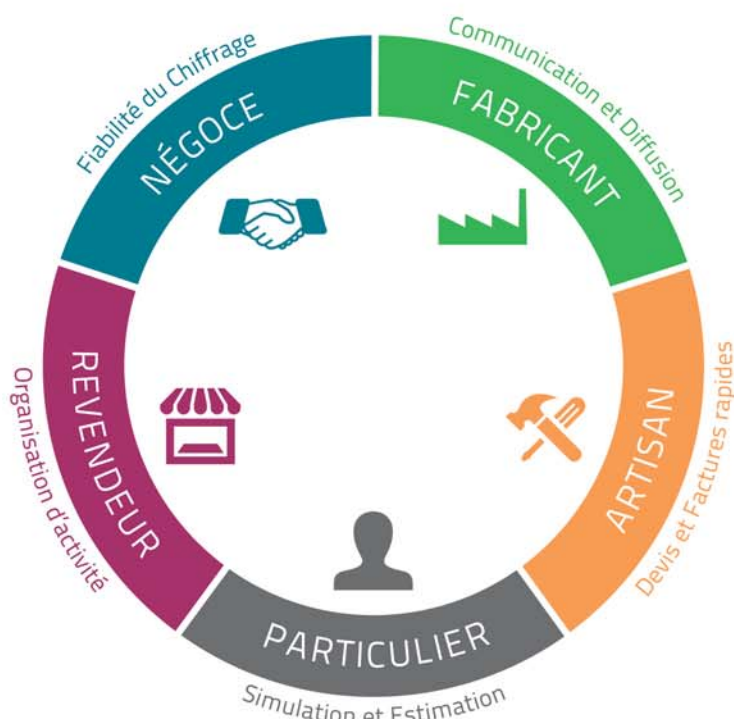 Fiabilité du Chiffrage
NÉGOCE
Communication et Diffusion
FABRICANT
Devis et Factures rapides
ARTISAN
PARTICULIER
Simulation et Estimation
Organisation d'activité
REVENDEUR